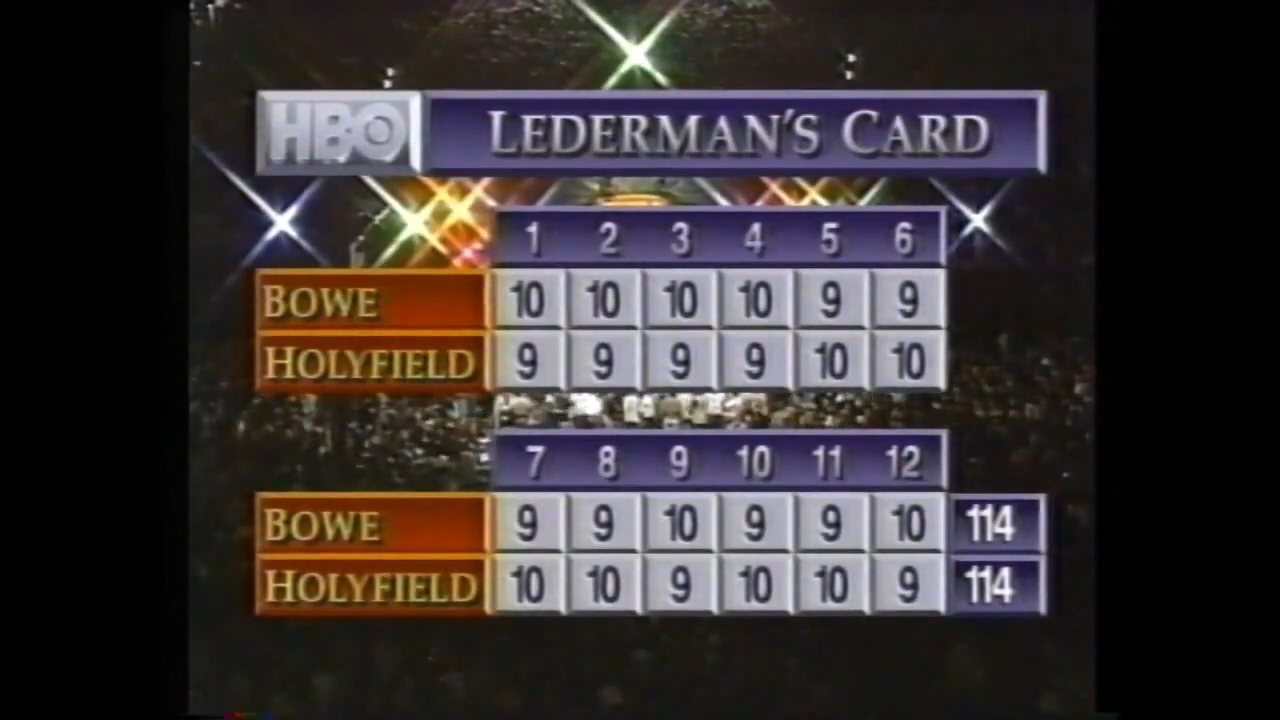 HBO LEDERMAN'S CARD
1 2 3 4 5 6
BOWE 10 10 10 10 9 9
HOLYFIELD 9 9 9 9 10 10
7 8 9 10 11 12
BOWE 9 9 10 9 9 10 114
HOLYFIELD 10 10 9 10 10 9 114